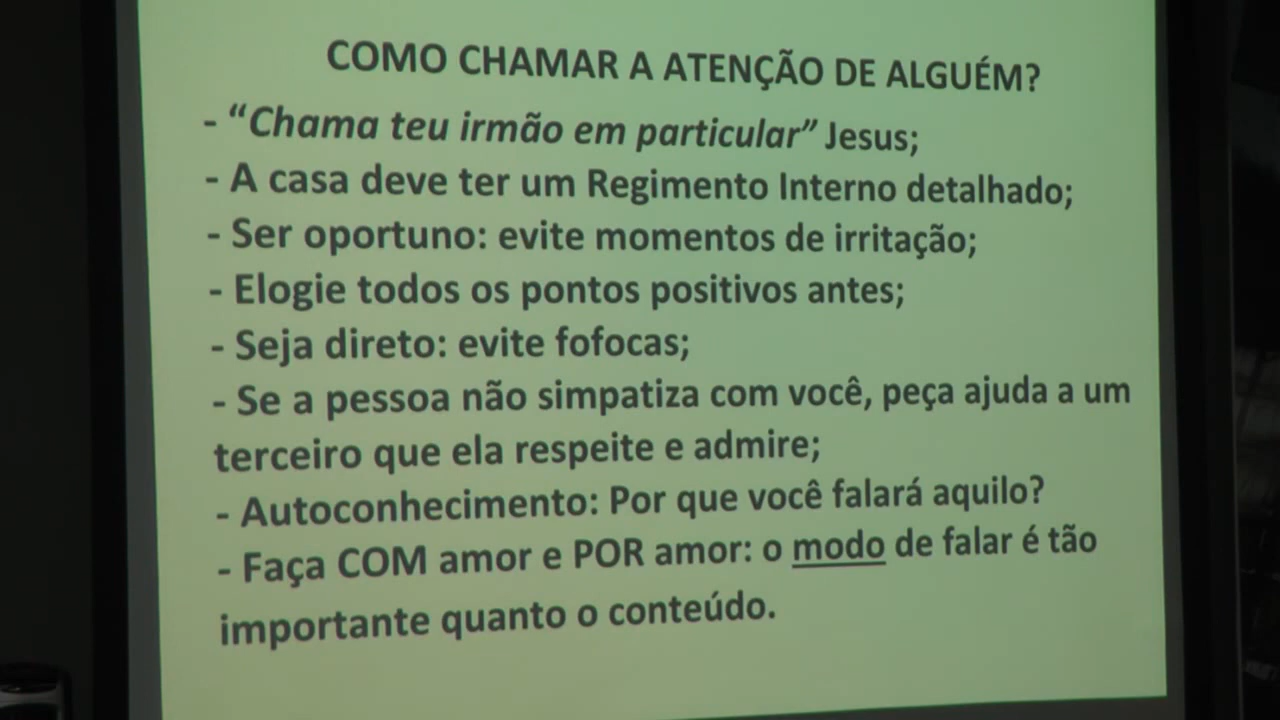 COMO CHAMAR A ATENÇÃO DE ALGUÉM?
- “Chama teu irmão em particular” Jesus;
- A casa deve ter um Regimento Interno detalhado;
- Ser oportuno: evite momentos de irritação;
- Elogie todos os pontos positivos antes;
- Seja direto: evite fofocas;
- Se a pessoa não simpatiza com você, peça ajuda a um
terceiro que ela respeite e admire;
- Autoconhecimento: Por que você falará aquilo?
- Faça COM amor e POR amor: o modo de falar é tão
importante quanto o conteúdo.